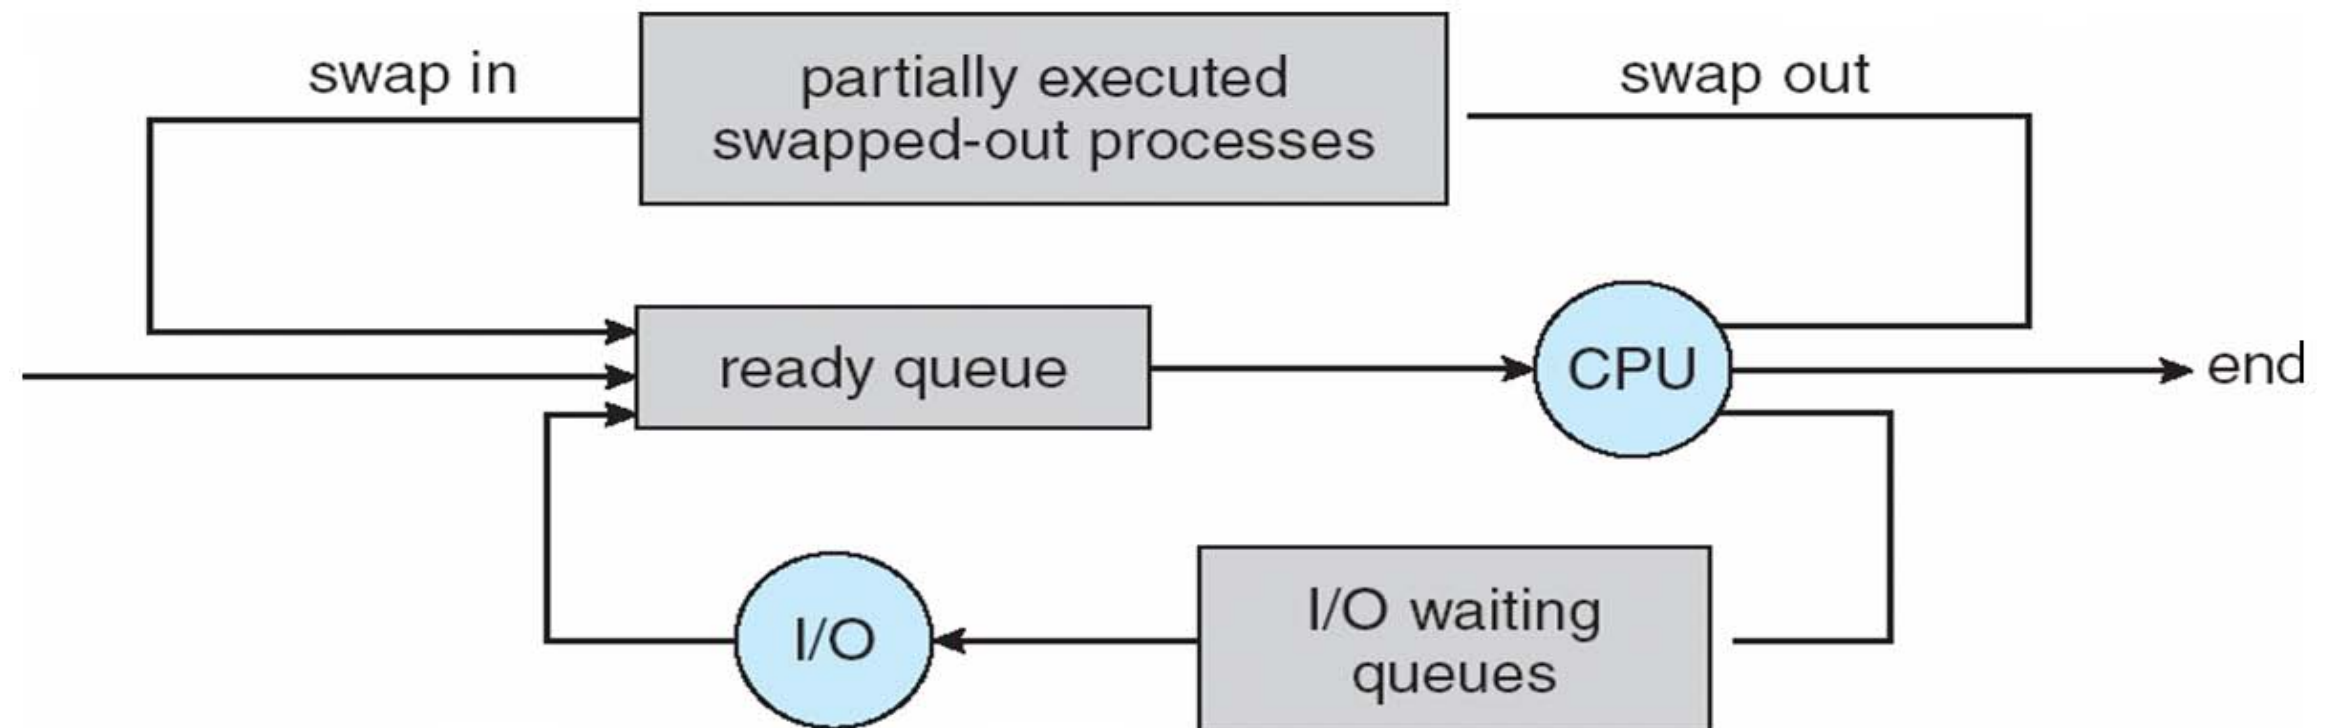 swap in
partially executed
swapped-out processes
swap out
ready queue
CPU
end
I/O
I/O waiting
queues